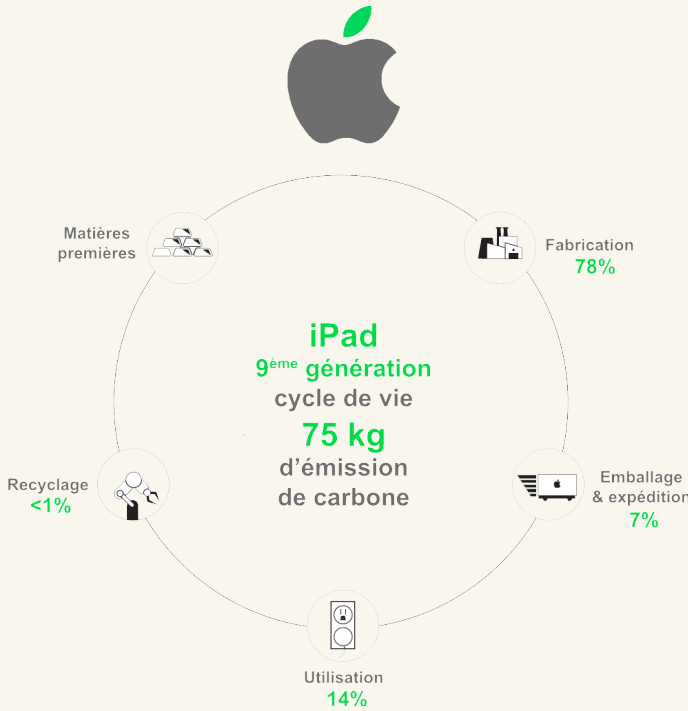 Matières
premières
Fabrication
78%
iPad
9ème génération
cycle de vie
75 kg
d'émission
de carbone
Recyclage
<1%
Emballage
& expédition
7%
Utilisation
14%